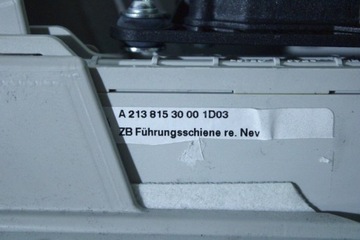 A 213 815 30 00 1D03
ZB Führungsschiene re. Nev